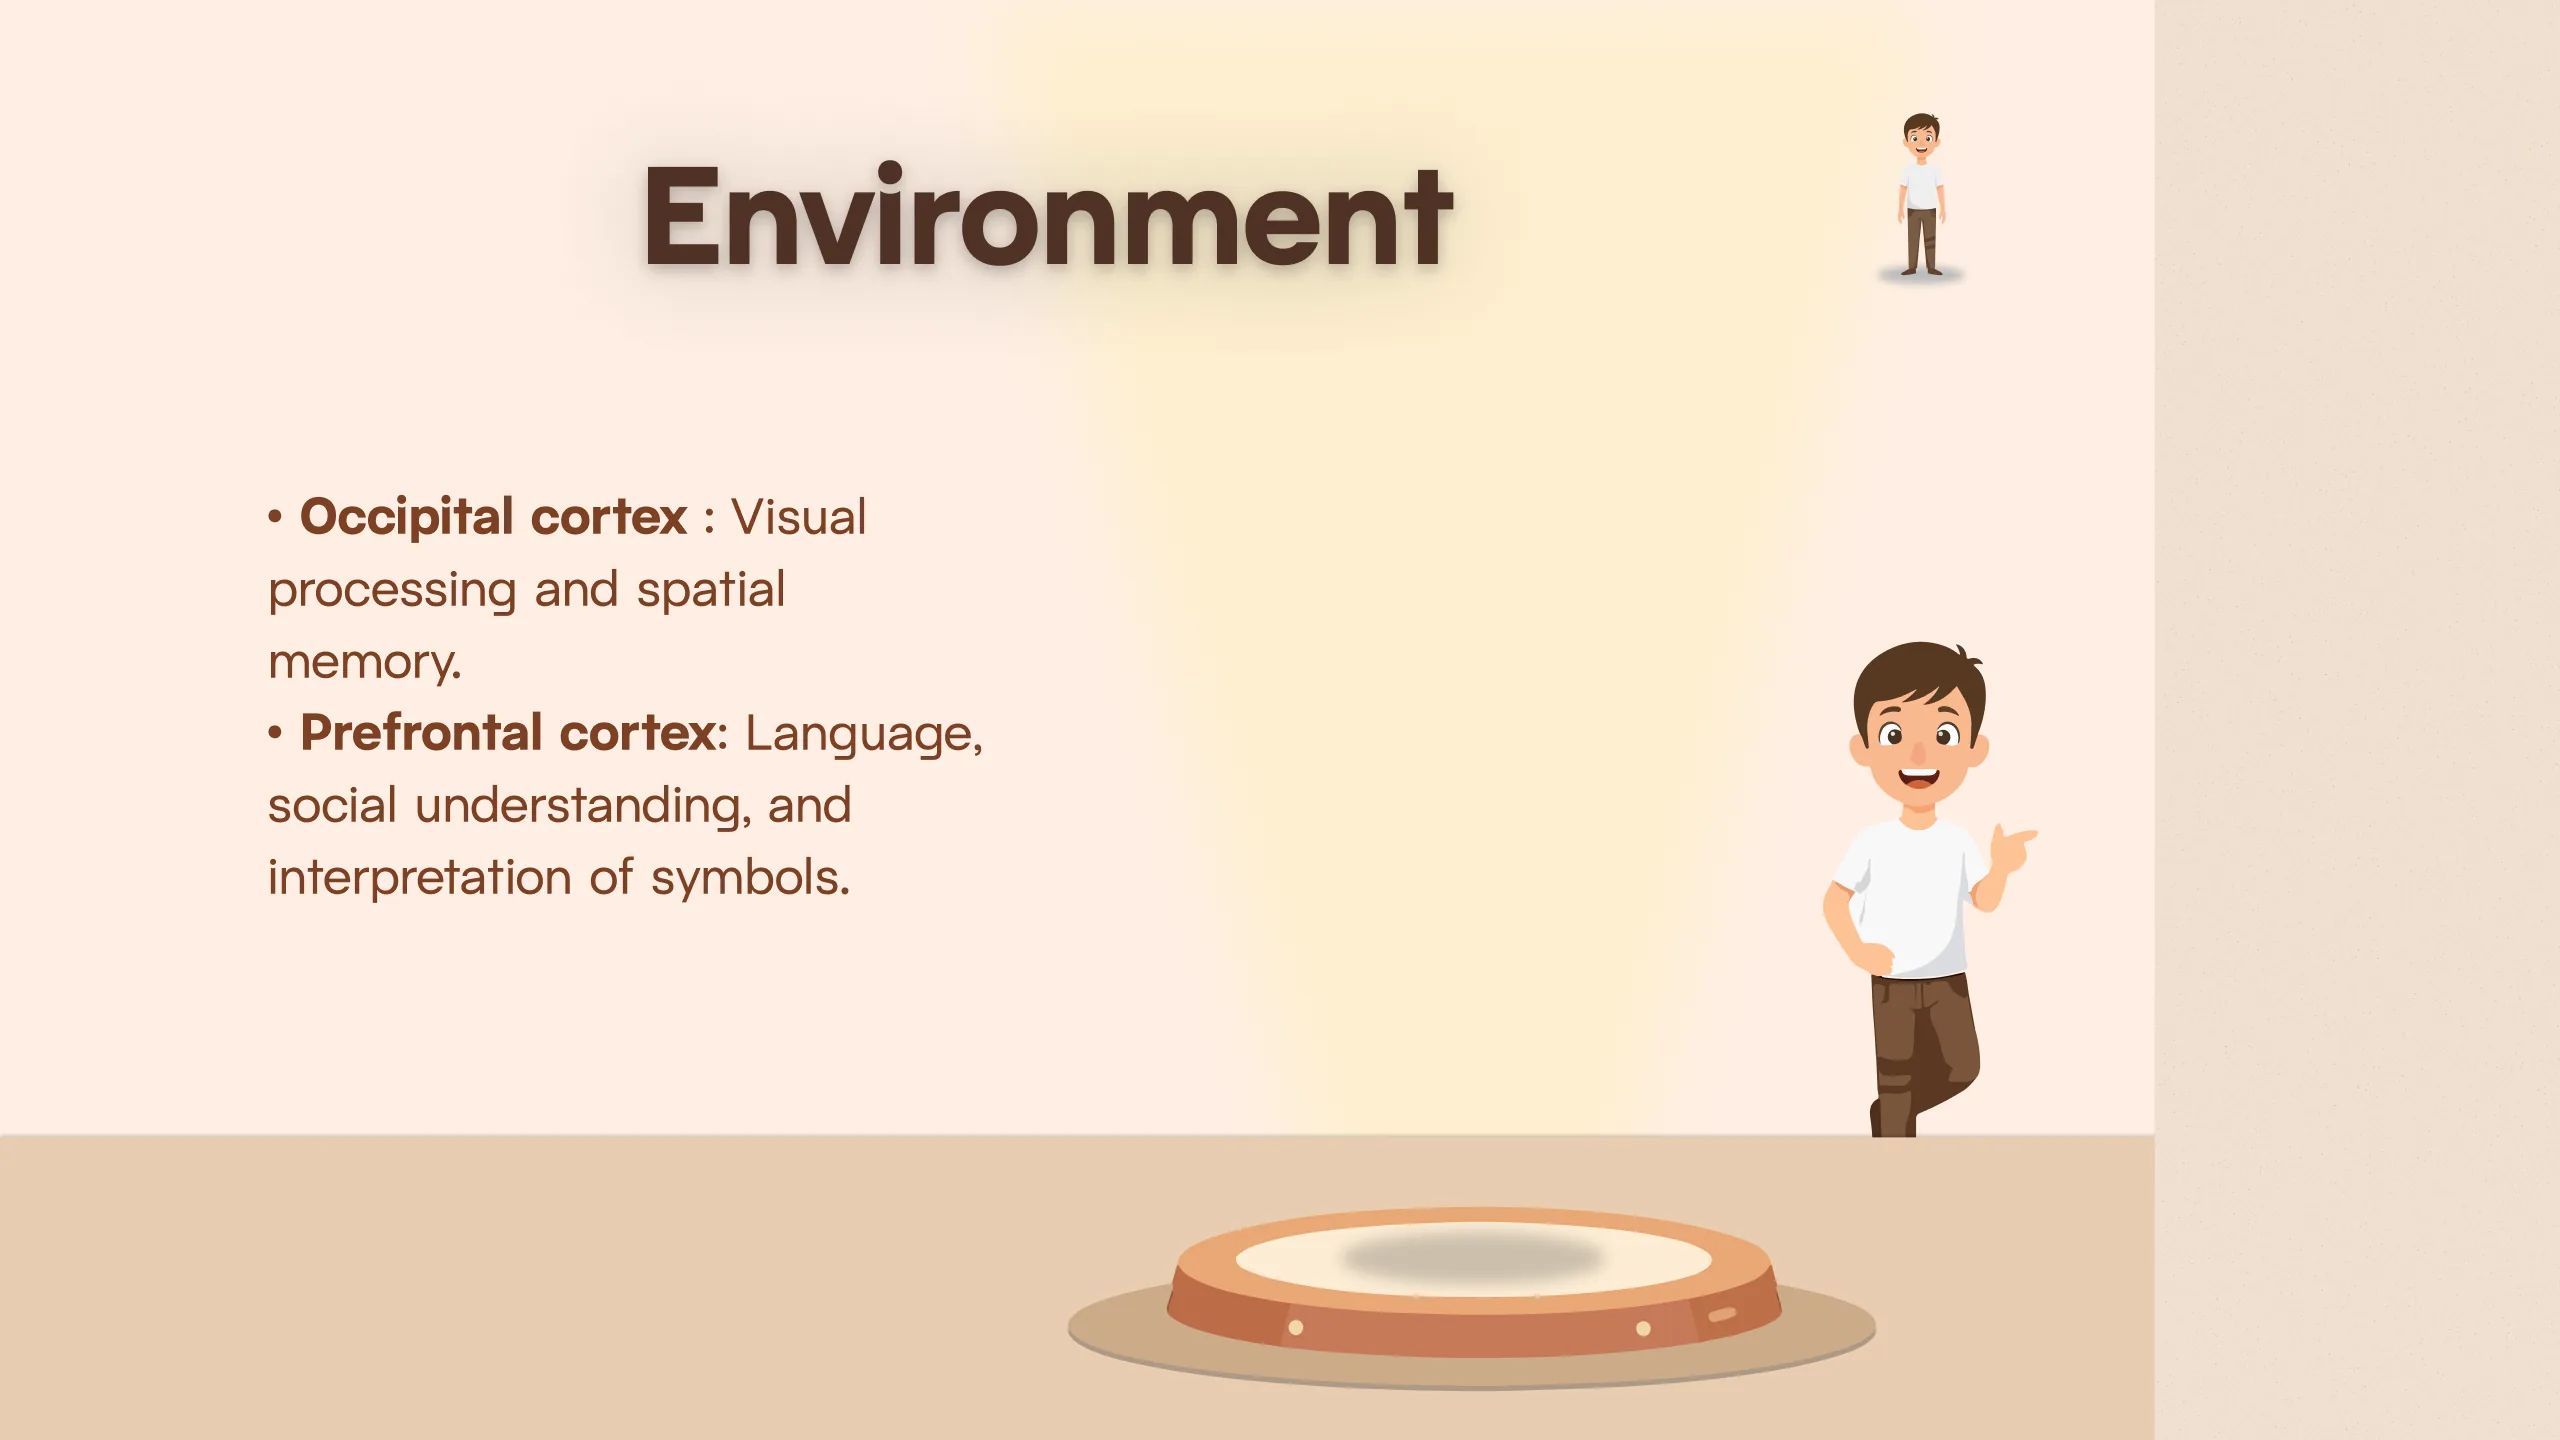 Environment
• Occipital cortex : Visual
processing and spatial
memory.
• Prefrontal cortex: Language,
social understanding, and
interpretation of symbols.